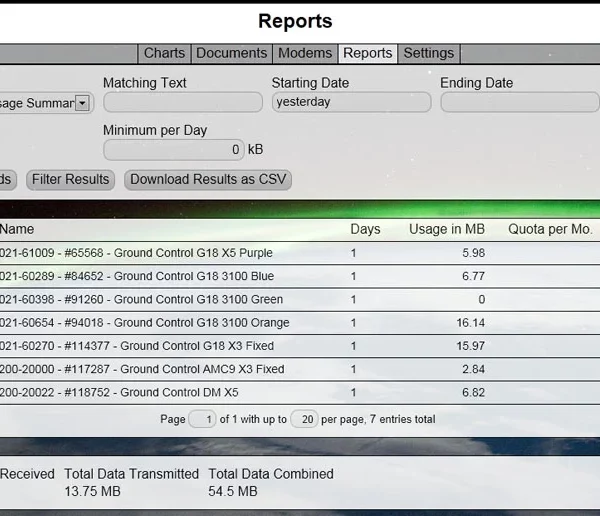 Reports
Charts Documents Modems Reports Settings
Matching Text Starting Date Ending Date
sage Summar yesterday
Minimum per Day
0 kB
ds Filter Results Download Results as CSV
Name Days Usage in MB Quota per Mo.
021-61009 - #65568 - Ground Control G18 X5 Purple 1 5.98
021-60289 - #84652 - Ground Control G18 3100 Blue 1 6.77
021-60398 - #91260 - Ground Control G18 3100 Green 1 0
021-60654 - #94018 - Ground Control G18 3100 Orange 1 16.14
021-60270 - #114377 - Ground Control G18 X3 Fixed 1 15.97
200-20000 - #117287 - Ground Control AMC9 X3 Fixed 1 2.84
200-20022 - #118752 - Ground Control DM X5 1 6.82
Page 1 of 1 with up to 20 per page, 7 entries total
Received Total Data Transmitted Total Data Combined
13.75 MB 54.5 MB